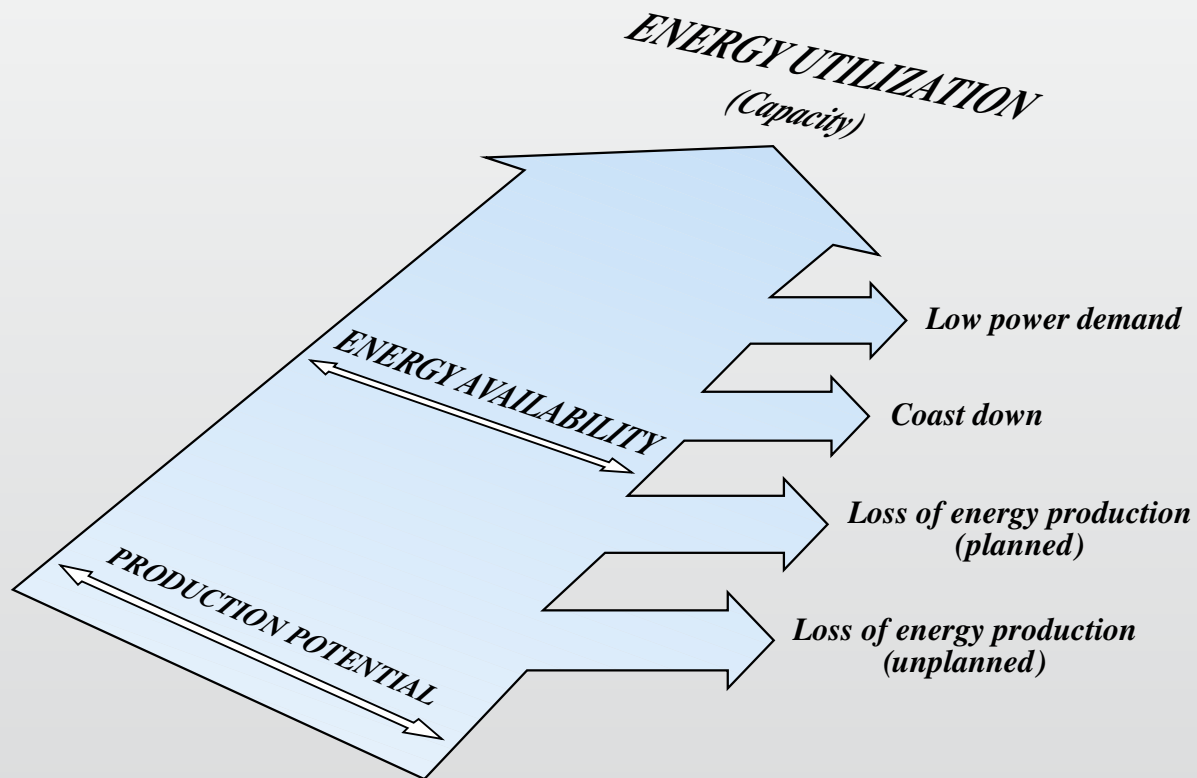 ENERGY UTILIZATION
(Capacity)
Low power demand
ENERGY AVAILABILITY
Coast down
Loss of energy production
(planned)
PRODUCTION POTENTIAL
Loss of energy production
(unplanned)